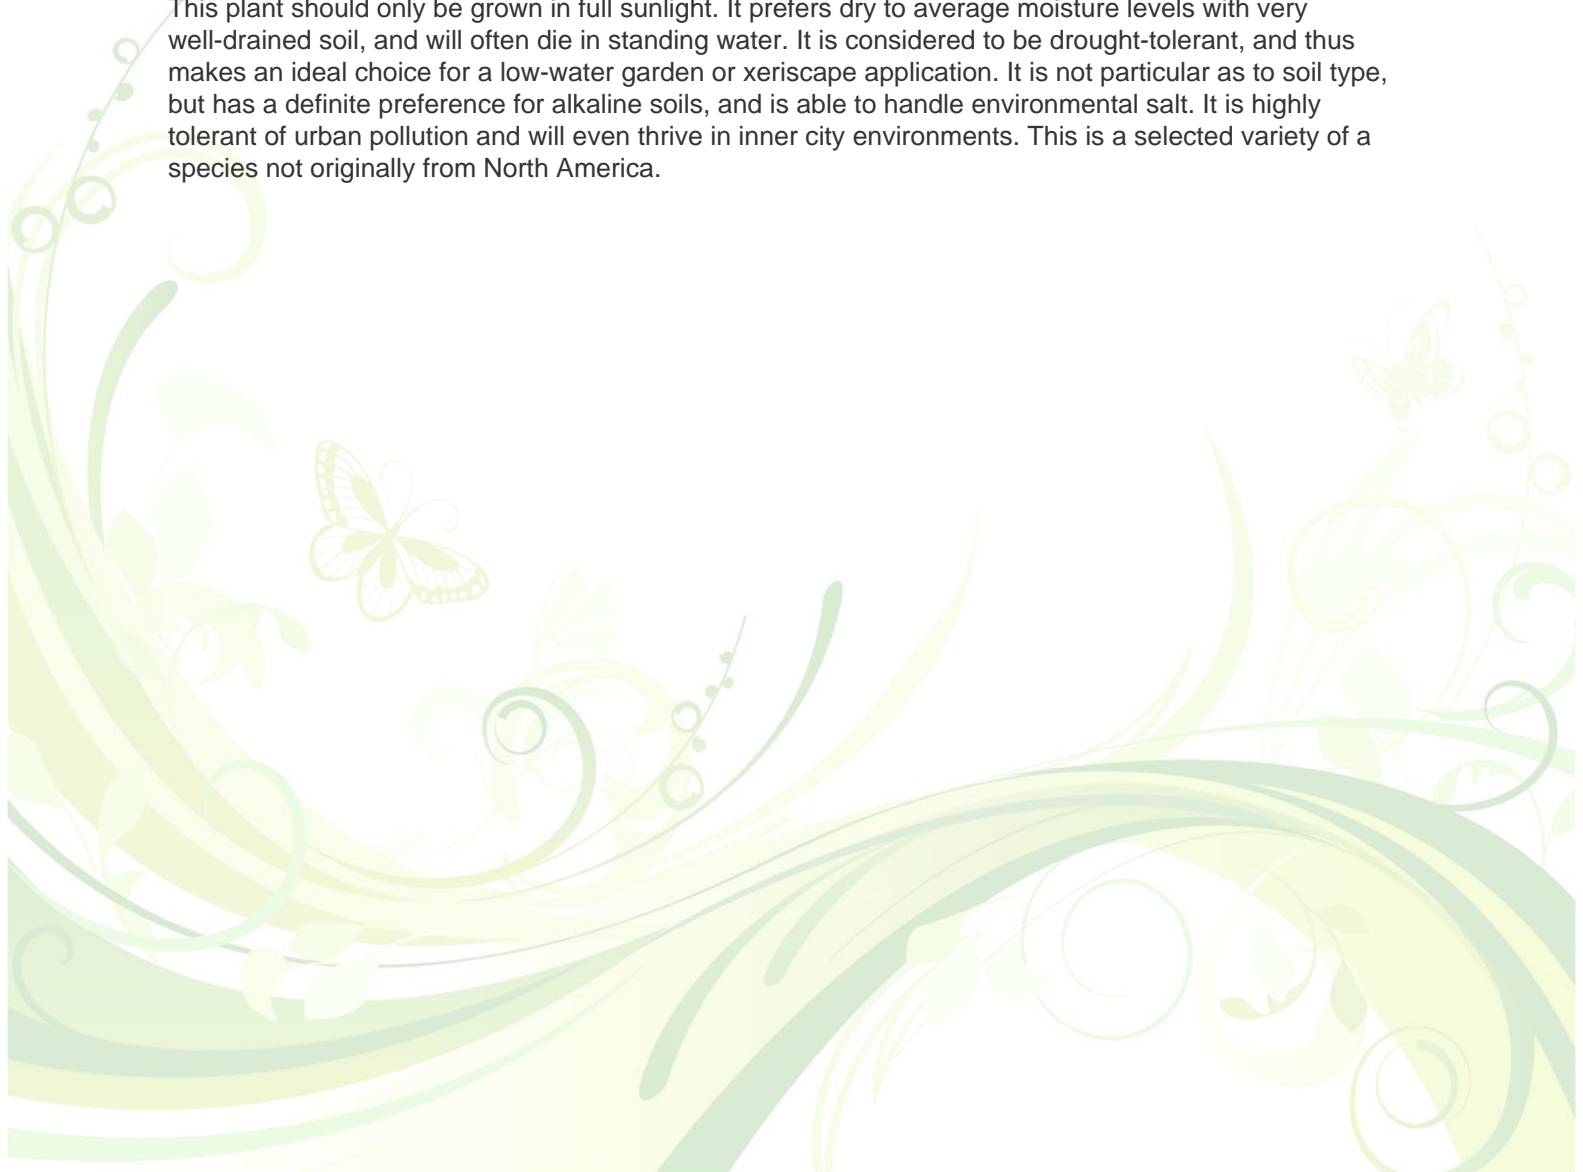 This plant should only be grown in full sunlight. It prefers dry to average moisture levels with very
well-drained soil, and will often die in standing water. It is considered to be drought-tolerant, and thus
makes an ideal choice for a low-water garden or xeriscape application. It is not particular as to soil type,
but has a definite preference for alkaline soils, and is able to handle environmental salt. It is highly
tolerant of urban pollution and will even thrive in inner city environments. This is a selected variety of a
species not originally from North America.